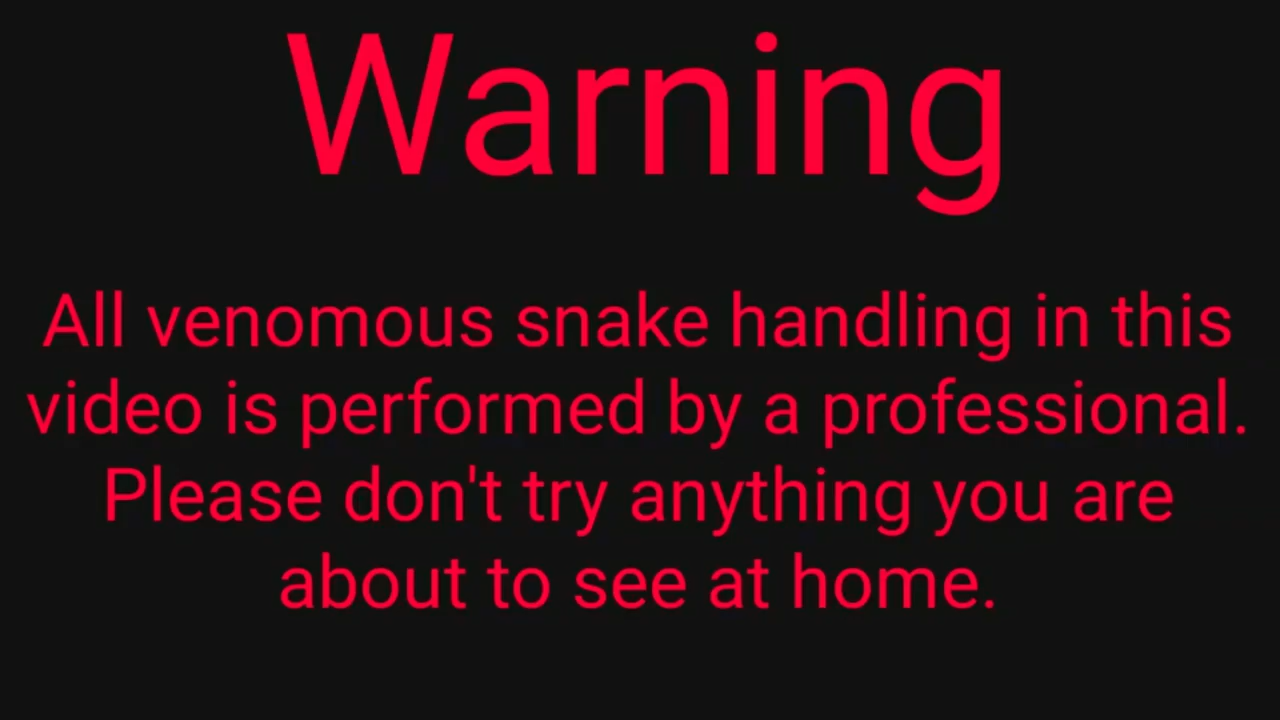 Warning
All venomous snake handling in this
video is performed by a professional.
Please don't try anything you are
about to see at home.